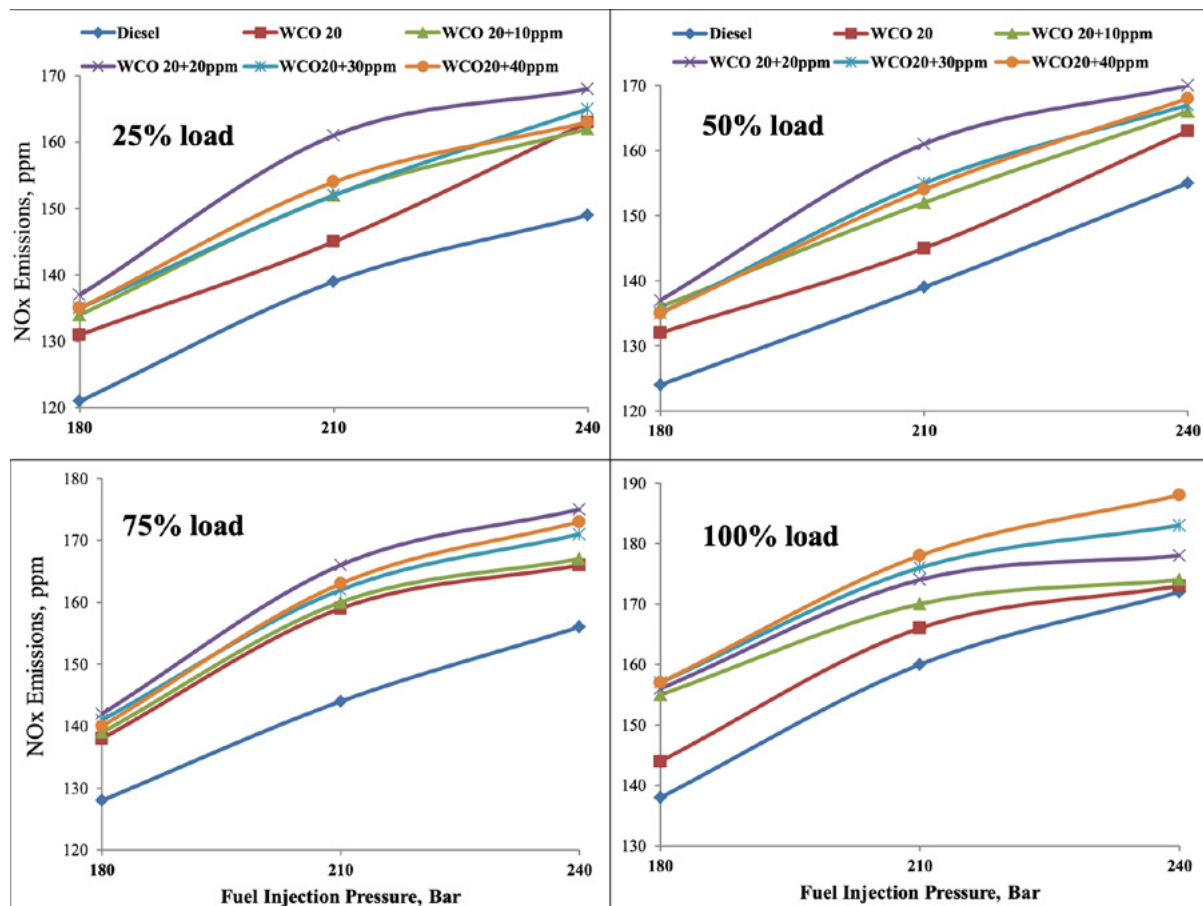 Diesel WCO 20 WCO 20+10ppm
WCO 20+20ppm WCO20+30ppm WCO20+40ppm
170
160
150
140
130
120
180 210 240
25% load
NOx Emissions, ppm
Diesel WCO 20 WCO 20+10ppm
WCO 20+20ppm WCO20+30ppm WCO20+40ppm
170
160
150
140
130
120
180 210 240
50% load
180
170
160
150
140
130
120
180 210 240
75% load
NOx Emissions, ppm
Fuel Injection Pressure, Bar
190
180
170
160
150
140
130
180 210 240
100% load
Fuel Injection Pressure, Bar